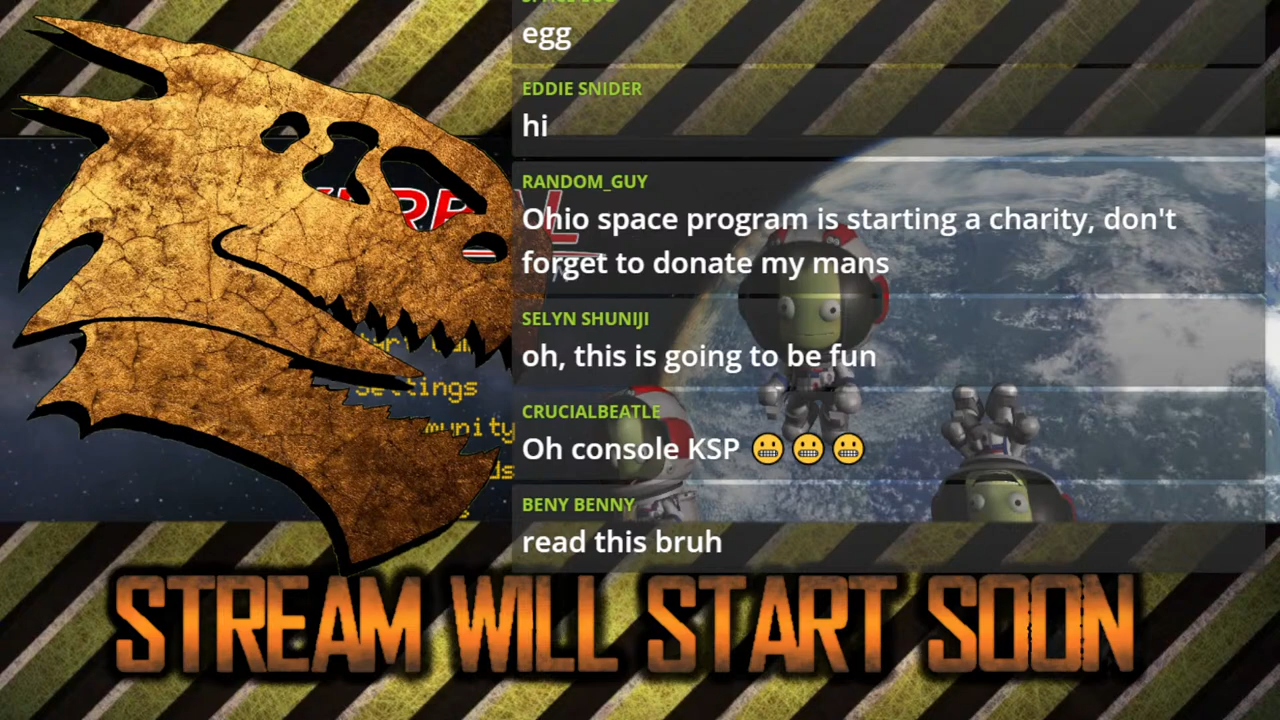 egg
EDDIE SNIDER
hi
RANDOM_GUY
Ohio space program is starting a charity, don't
forget to donate my mans
SELYN SHUNIJI
oh, this is going to be fun
CRUCIALBEATLE
Oh console KSP 😬😬😬
BENY BENNY
read this bruh
Settings
STREAM WILL START SOON